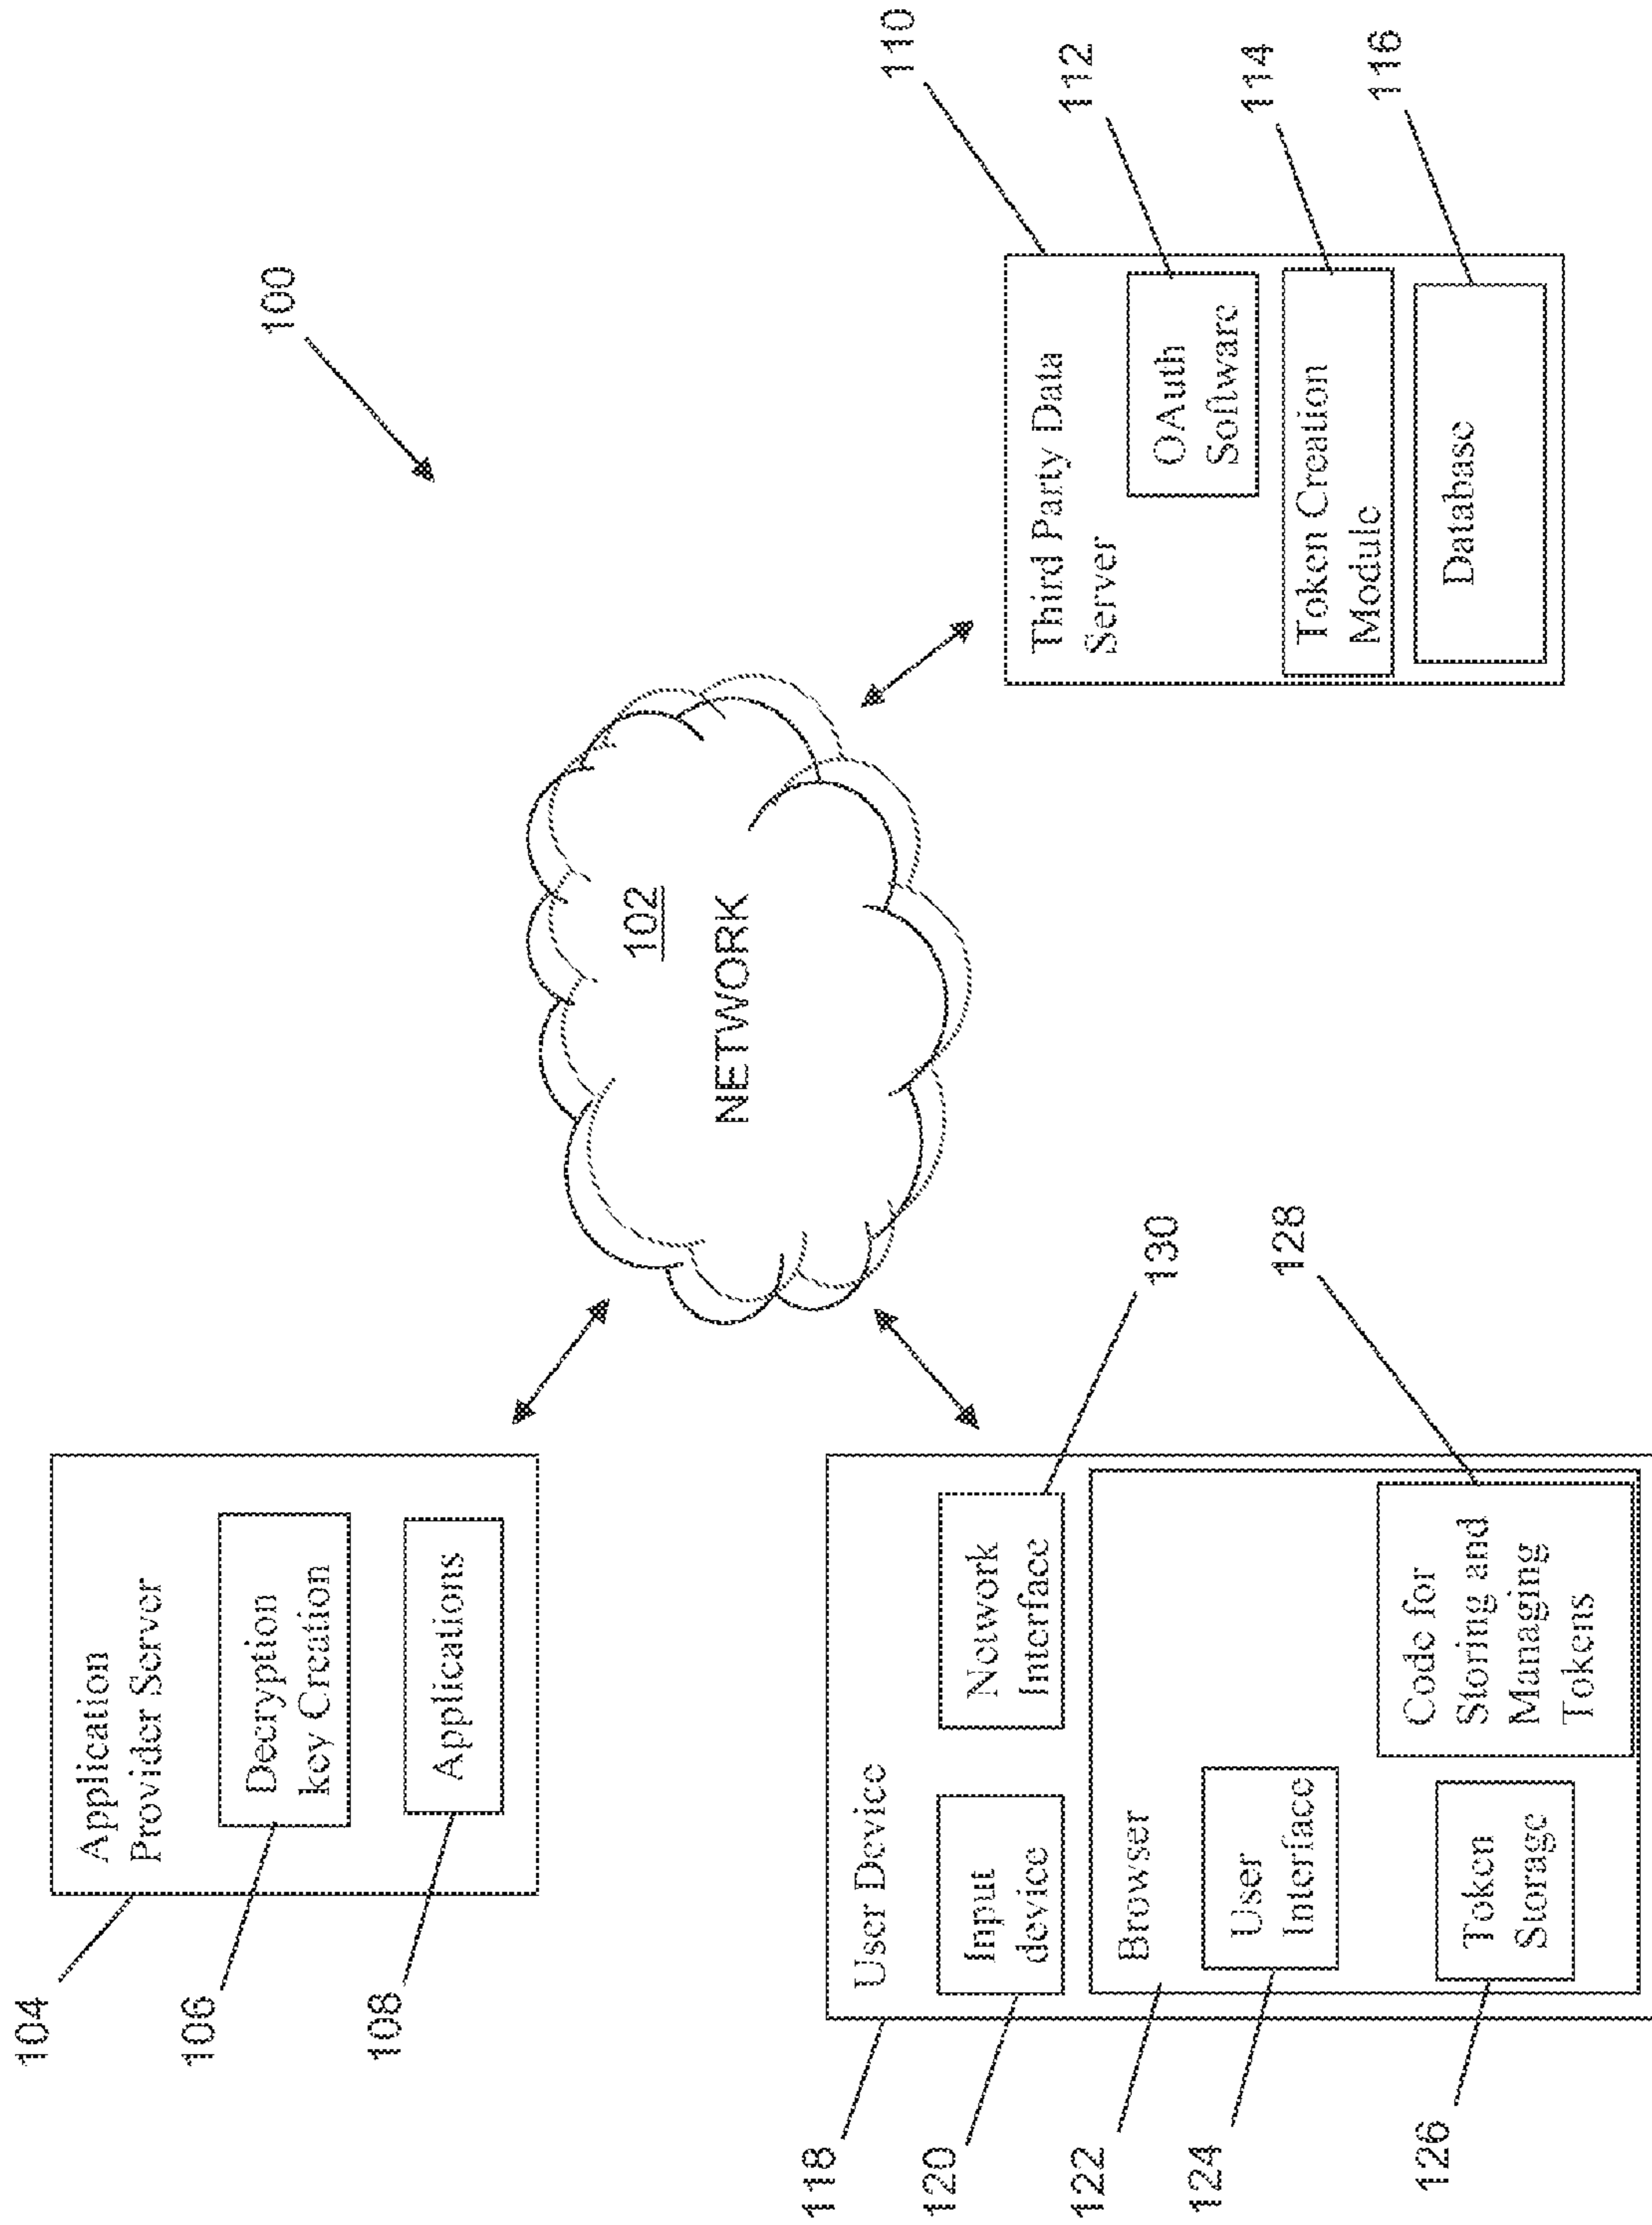 100
104
Application
Provider Server
106
Decryption
key Creation
108
Applications
102
NETWORK
110
Third Party Data
Server
112
OAuth
Software
114
Token Creation
Module
116
Database
118
User Device
120
Input
device
130
Network
Interface
122
Browser
124
User
Interface
126
Token
Storage
128
Code for
Storing and
Managing
Tokens